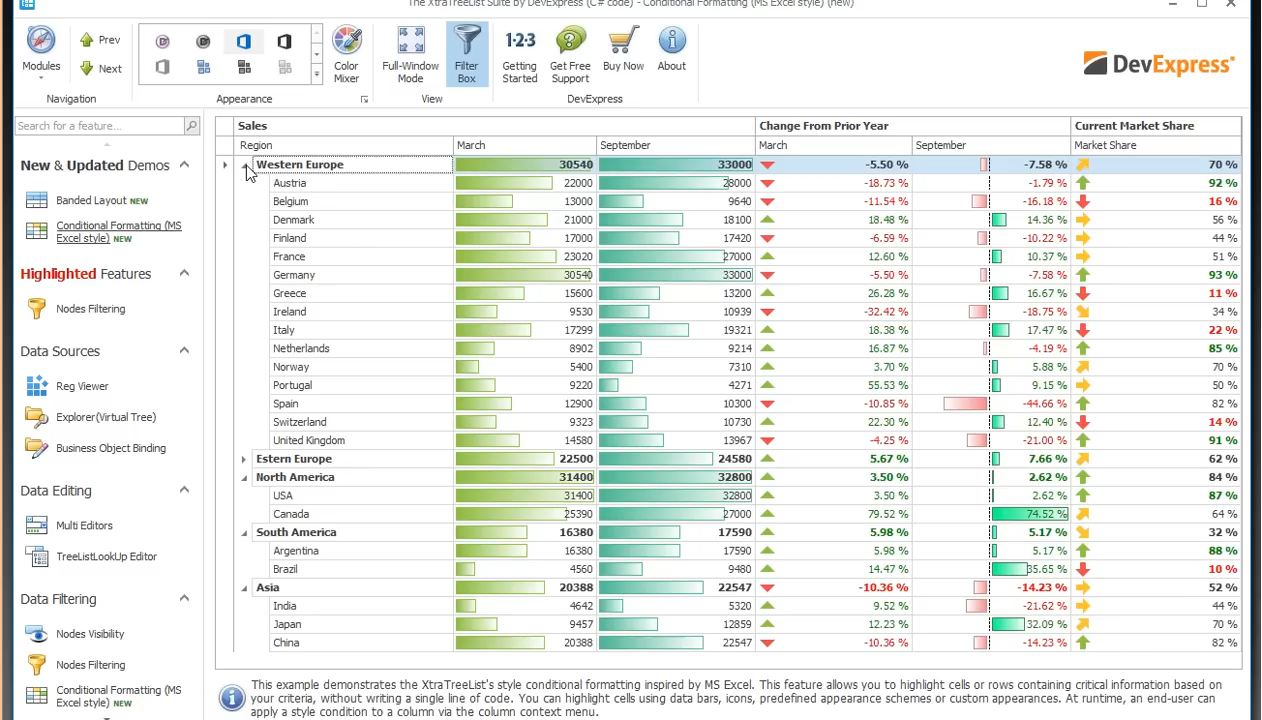 The XtraTreeList Suite by DevExpress (C# code) - Conditional Formatting (MS Excel style) (new)
Modules
Prev
Next
Navigation
Appearance
Color Mixer
Full-Window Mode
Filter Box
View
1·2·3
Getting Started
Get Free Support
Buy Now
About
DevExpress
DevExpress
Search for a feature...
New & Updated Demos
Banded Layout NEW
Conditional Formatting (MS
Excel style) NEW
Highlighted Features
Nodes Filtering
Data Sources
Reg Viewer
Explorer(Virtual Tree)
Business Object Binding
Data Editing
Multi Editors
TreeListLookUp Editor
Data Filtering
Nodes Visibility
Nodes Filtering
Conditional Formatting (MS
Excel style) NEW
Sales Change From Prior Year Current Market Share
Region March September March September Market Share
Western Europe 30540 33000 -5.50 % -7.58 % 70 %
Austria 22000 28000 -18.73 % -1.79 % 92 %
Belgium 13000 9640 -11.54 % -16.18 % 16 %
Denmark 21000 18100 18.48 % 14.36 % 56 %
Finland 17000 17420 -6.59 % -10.22 % 44 %
France 23020 27000 12.60 % 10.37 % 51 %
Germany 30540 33000 -5.50 % -7.58 % 93 %
Greece 15600 13200 26.28 % 16.67 % 11 %
Ireland 9530 10939 -32.42 % -18.75 % 34 %
Italy 17299 19321 18.38 % 17.47 % 22 %
Netherlands 8902 9214 16.87 % -4.19 % 85 %
Norway 5400 7310 3.70 % 5.88 % 70 %
Portugal 9220 4271 55.53 % 9.15 % 50 %
Spain 12900 10300 -10.85 % -44.66 % 82 %
Switzerland 9323 10730 22.30 % 12.40 % 14 %
United Kingdom 14580 13967 -4.25 % -21.00 % 91 %
Estern Europe 22500 24580 5.67 % 7.66 % 62 %
North America 31400 32800 3.50 % 2.62 % 84 %
USA 31400 32800 3.50 % 2.62 % 87 %
Canada 25390 27000 79.52 % 74.52 % 64 %
South America 16380 17590 5.98 % 5.17 % 32 %
Argentina 16380 17590 5.98 % 5.17 % 88 %
Brazil 4560 9480 14.47 % 35.65 % 10 %
Asia 20388 22547 -10.36 % -14.23 % 52 %
India 4642 5320 9.52 % -21.62 % 44 %
Japan 9457 12859 12.23 % 32.09 % 70 %
China 20388 22547 -10.36 % -14.23 % 82 %
This example demonstrates the XtraTreeList's style conditional formatting inspired by MS Excel. This feature allows you to highlight cells or rows containing critical information based on
your criteria, without writing a single line of code. You can highlight cells using data bars, icons, predefined appearance schemes or custom appearances. At runtime, an end-user can
apply a style condition to a column via the column context menu.